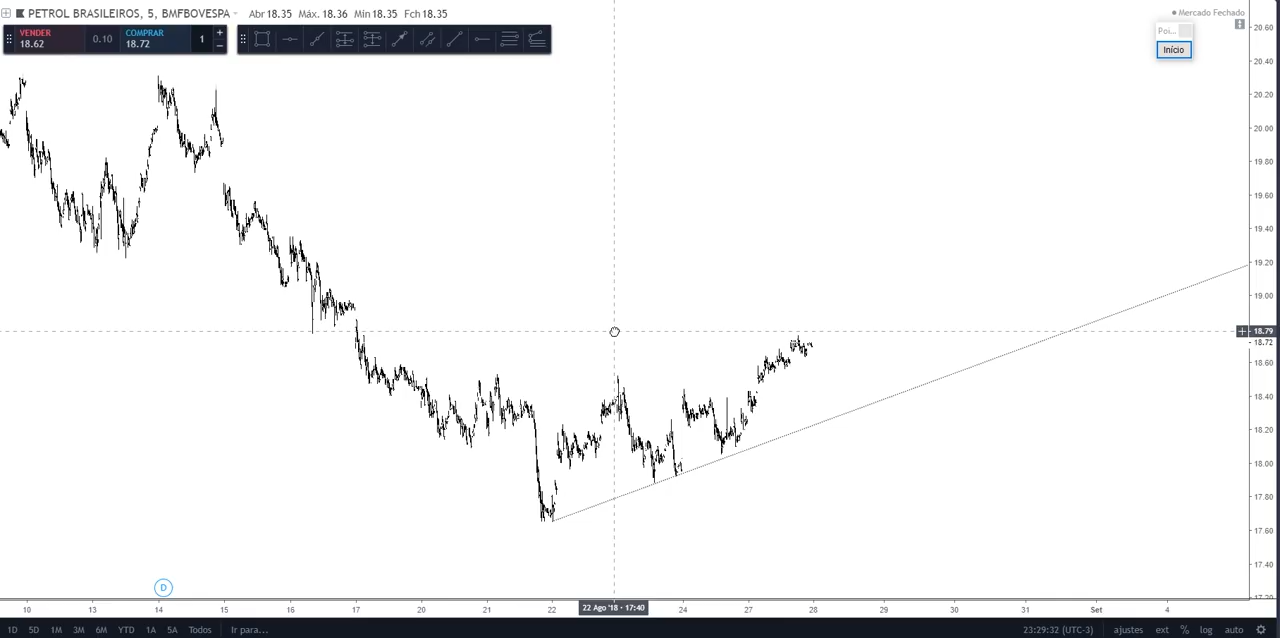 PETROL BRASILEIROS, 5, BMFBOVESPA Abr 18.35 Máx. 18.36 Mín 18.35 Fch 18.35
Mercado Fechado
VENDER
18.62
0.10
COMPRAR
18.72
1
+
−
Poi...
Início
20.60
20.40
20.20
20.00
19.80
19.60
19.40
19.20
19.00
18.79
18.72
18.60
18.40
18.20
18.00
17.80
17.60
17.40
17.20
D
10 13 14 15 16 17 20 21 22 22 Ago '18 - 17:40 24 27 28 29 30 31 Set 4
1D 5D 1M 3M 6M YTD 1A 5A Todos Ir para... 23:29:32 (UTC-3) ajustes ext % log auto